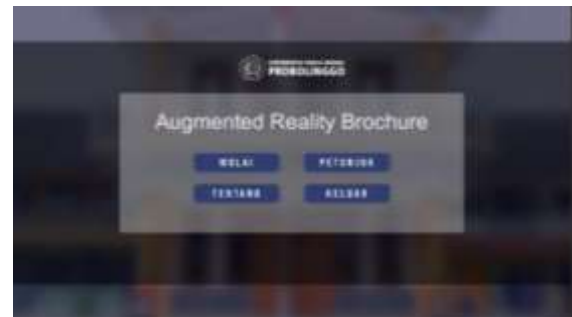 PROBOLINGGO
Augmented Reality Brochure
MULAI PETUNJUK
TENTANG KELUAR